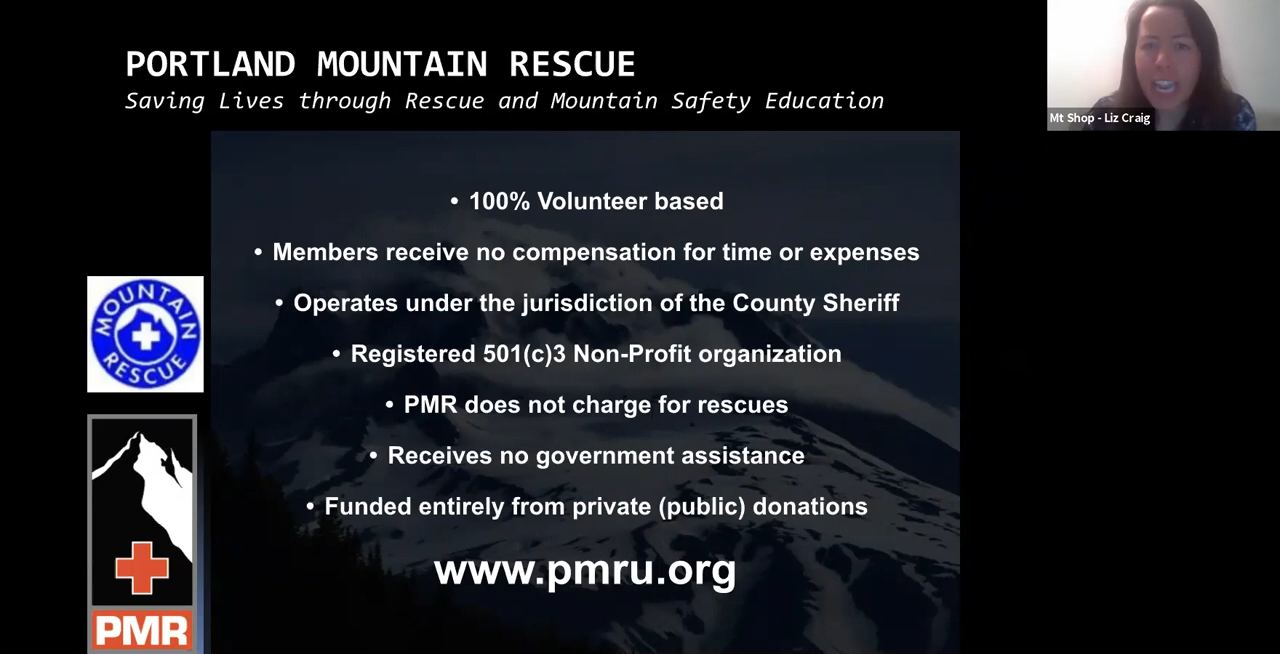 PORTLAND MOUNTAIN RESCUE
Saving Lives through Rescue and Mountain Safety Education
Mt Shop - Liz Craig
• 100% Volunteer based
• Members receive no compensation for time or expenses
• Operates under the jurisdiction of the County Sheriff
• Registered 501(c)3 Non-Profit organization
• PMR does not charge for rescues
• Receives no government assistance
• Funded entirely from private (public) donations
www.pmru.org
MOUNTAIN
RESCUE
PMR